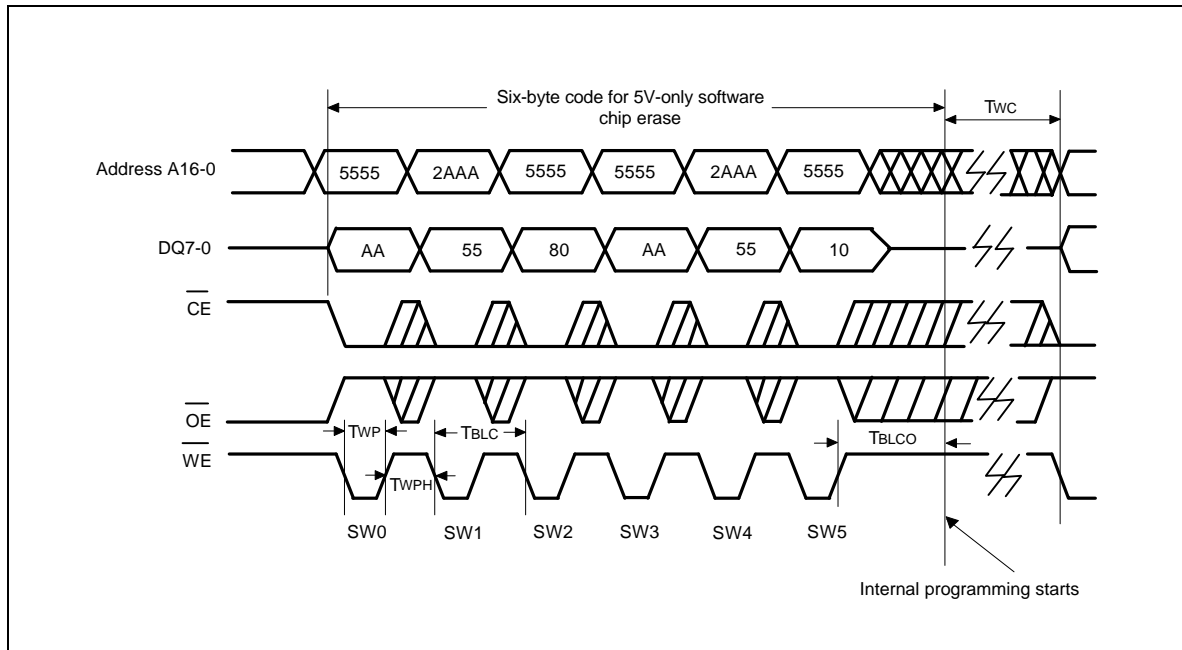 Six-byte code for 5V-only software
chip erase
TWC
Address A16-0
5555 2AAA 5555 5555 2AAA 5555
DQ7-0
AA 55 80 AA 55 10
CE
OE
TWP
TBLC
TBLCO
WE
TWPH
SW0 SW1 SW2 SW3 SW4 SW5
Internal programming starts